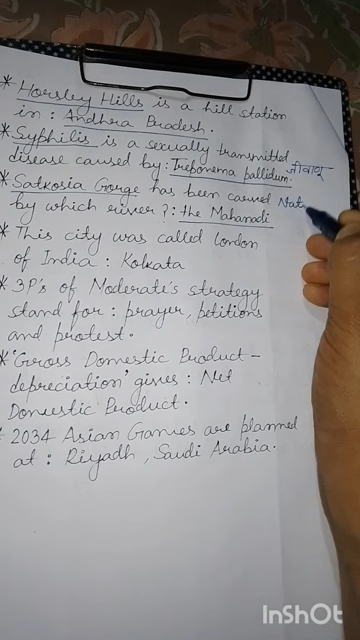 * Horsley Hills is a hill station
in : Andhra Pradesh.
* Syphilis is a sexually transmitted
disease caused by : Treponema pallidum. जीवाणु
* Satkosia Gorge has been carved Natu
by which river ? : the Mahanadi
* This city was called London
of India : Kolkata
* 3P's of Moderati's strategy
stand for : prayer, petitions
and protest.
* 'Gross Domestic Product -
depreciation' gives : Net
Domestic Product.
* 2034 Asian Games are planned
at : Riyadh, Saudi Arabia.
InShOt